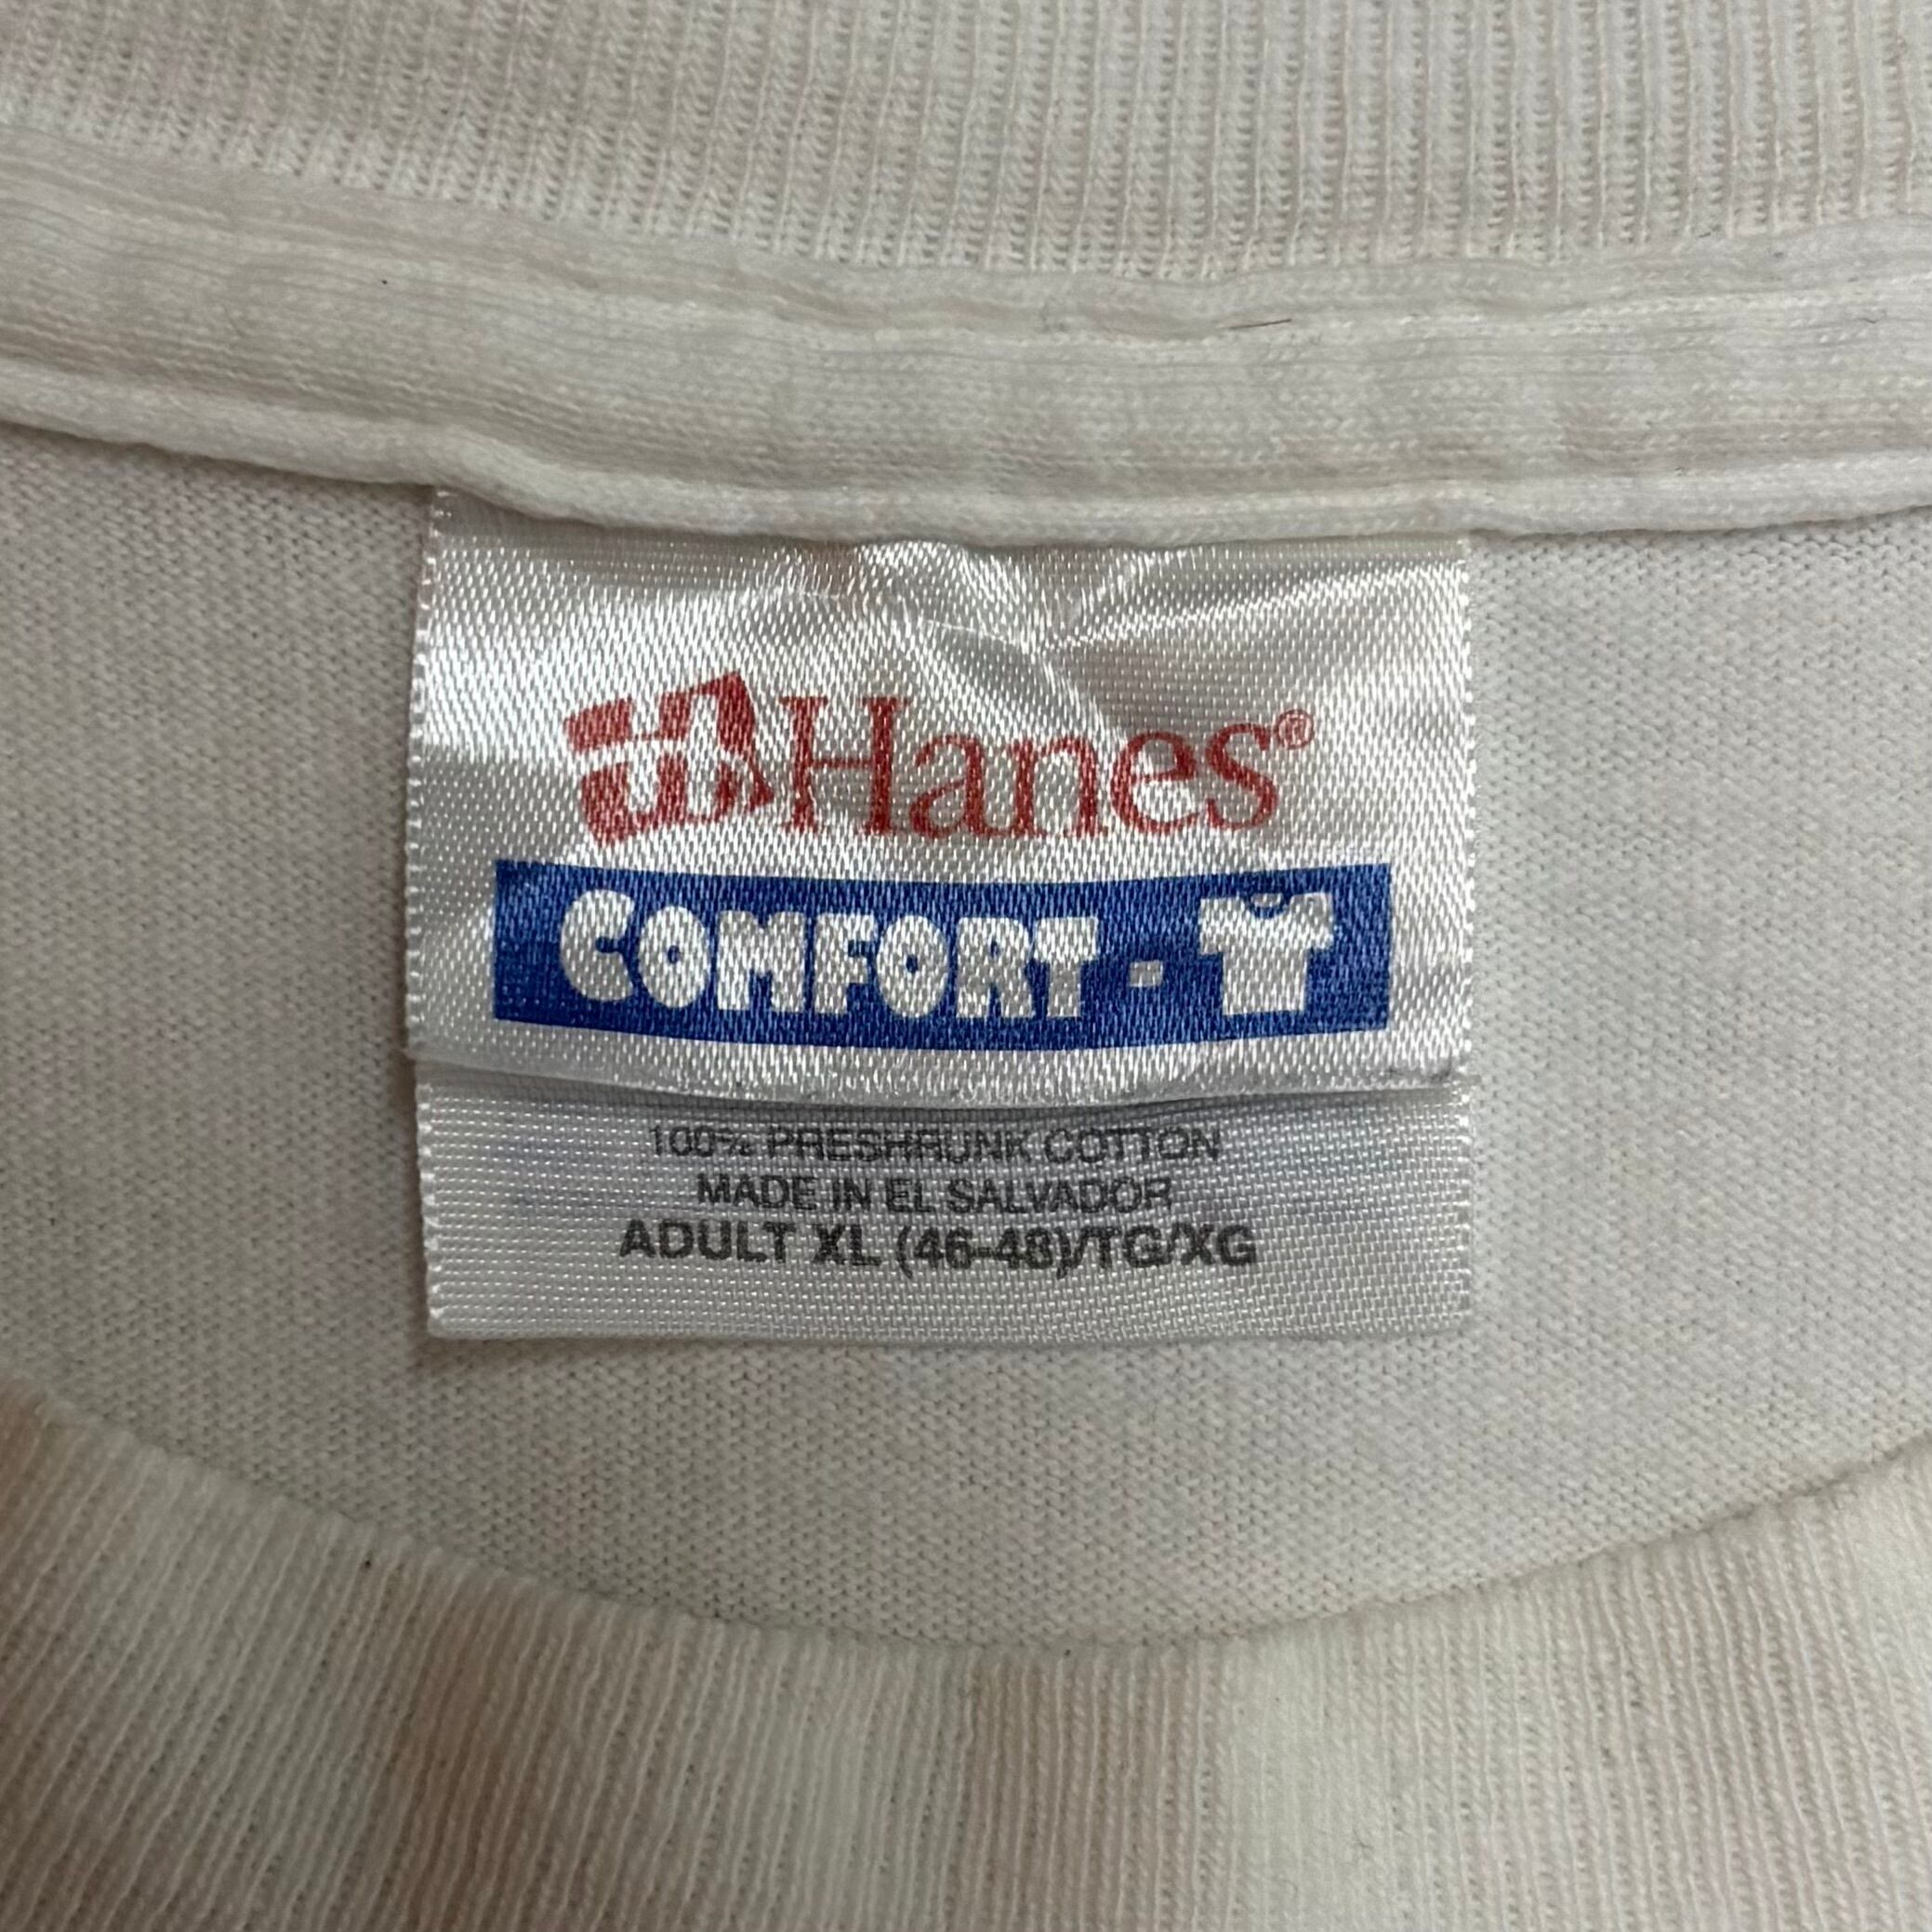 Hanes®
COMFORT-T
100% PRESHRUNK COTTON
MADE IN EL SALVADOR
ADULT XL (46-48)/TG/XG